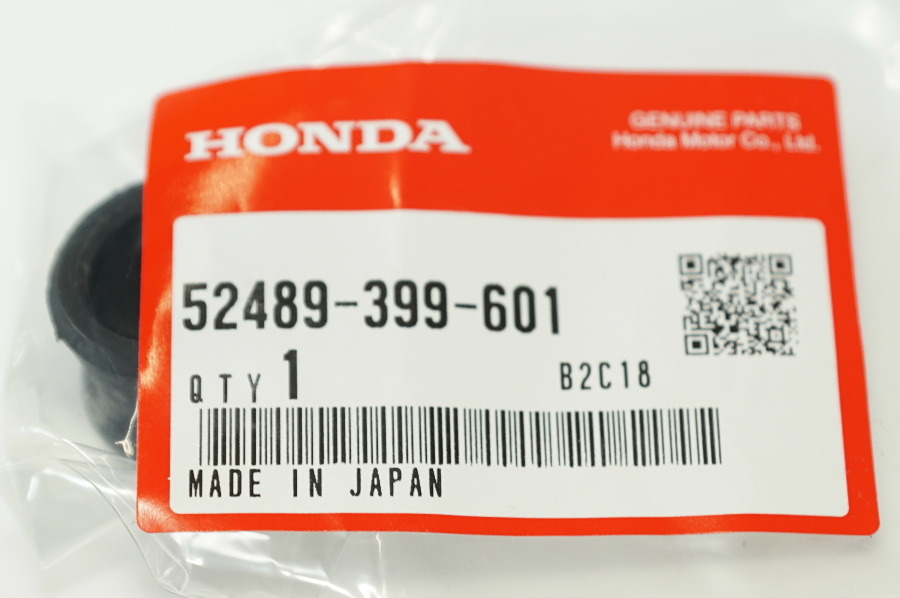 HONDA
GENUINE PARTS
Honda Motor Co., Ltd.
52489-399-601
QTY 1
B2C18
MADE IN JAPAN